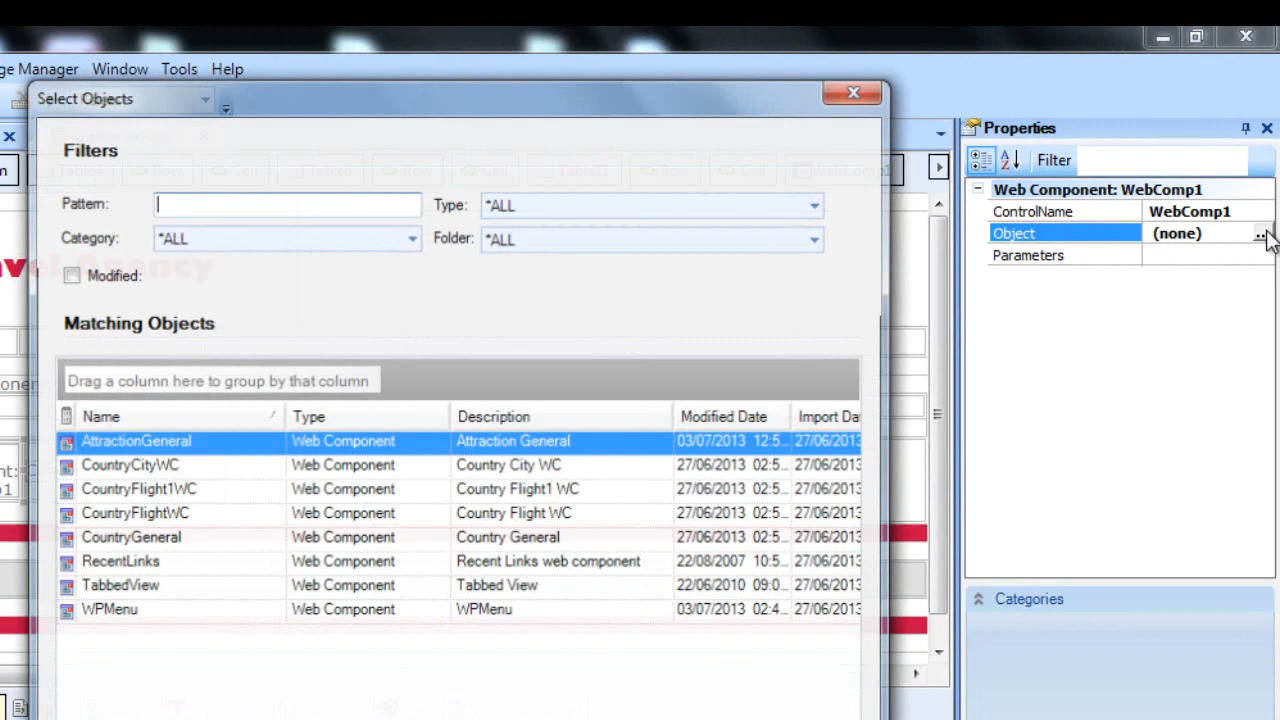 ge Manager Window Tools Help
Select Objects
Properties
Filters
Filter
Pattern: Type: *ALL
Category: *ALL Folder: *ALL
Modified:
Web Component: WebComp1
ControlName WebComp1
Object (none) ...
Parameters
avel Agency
Matching Objects
Drag a column here to group by that column
Name Type Description Modified Date Import Da
AttractionGeneral Web Component Attraction General 03/07/2013 12:5... 27/06/2013
CountryCityWC Web Component Country City WC 27/06/2013 02:5... 27/06/2013
CountryFlight1WC Web Component Country Flight1 WC 27/06/2013 02:5... 27/06/2013
CountryFlightWC Web Component Country Flight WC 27/06/2013 02:5... 27/06/2013
CountryGeneral Web Component Country General 27/06/2013 02:5... 27/06/2013
RecentLinks Web Component Recent Links web component 22/08/2007 10:5... 27/06/2013
TabbedView Web Component Tabbed View 22/06/2010 09:0... 27/06/2013
WPMenu Web Component WPMenu 03/07/2013 02:4... 27/06/2013
Categories